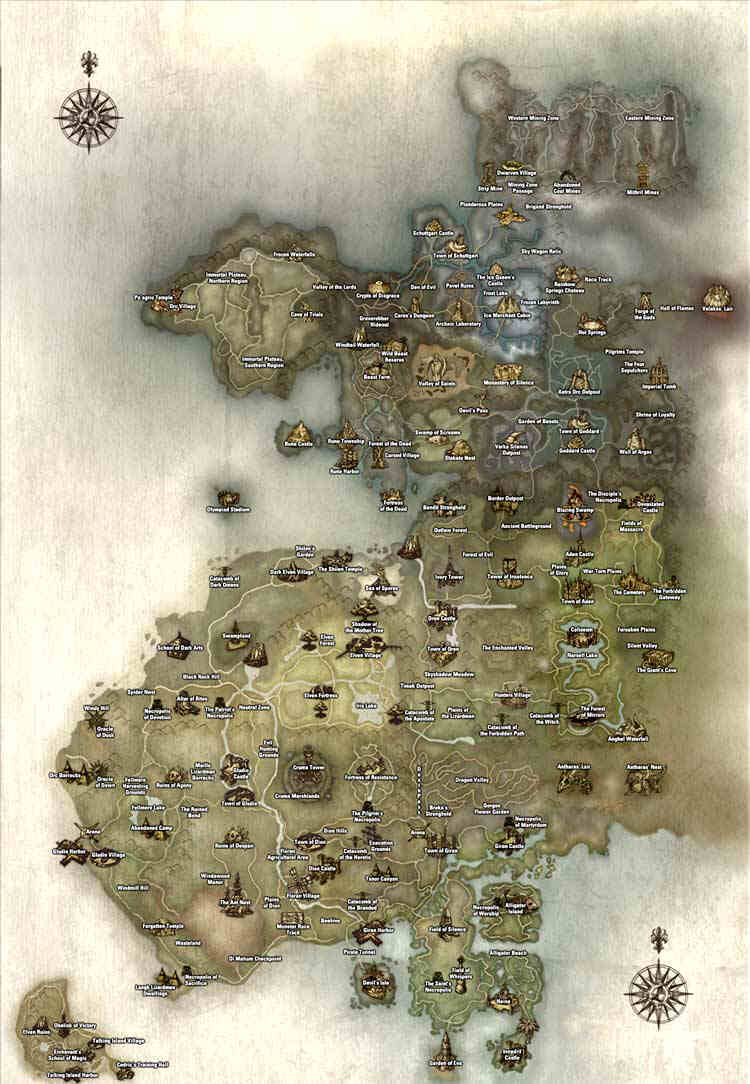 Western Mining Zone
Eastern Mining Zone
Dwarven Village
Strip Mine
Mining Zone
Passage
Abandoned
Coal Mines
Mithril Mines
Plunderous Plains
Brigand Stronghold
Schuttgart Castle
Town of Schuttgart
Sky Wagon Relic
Frozen Waterfalls
Immortal Plateau,
Northern Region
Valley of the Lords
Crypts of Disgrace
Den of Evil
Pavel Ruins
The Ice Queen's
Castle
Frost Lake
Rainbow
Springs Chateau
Race Track
Pa'agrio Temple
Orc Village
Cave of Trials
Graverobber
Hideout
Caron's Dungeon
Archaic Laboratory
Ice Merchant Cabin
Frozen Labyrinth
Hot Springs
Forge of
the Gods
Hall of Flames
Valakas Lair
Windtail Waterfall
Wild Beast
Reserve
Beast Farm
Immortal Plateau,
Southern Region
Valley of Saints
Monastery of Silence
Ketra Orc Outpost
Pilgrims Temple
The Four
Sepulchers
Imperial Tomb
Devil's Pass
Garden of Beasts
Shrine of Loyalty
Rune Castle
Rune Township
Forest of the Dead
Cursed Village
Rune Harbor
Swamp of Screams
Stakato Nest
Varka Silenos
Outpost
Town of Goddard
Goddard Castle
Wall of Argos
Olympiad Stadium
Fortress
of the Dead
Bandit Stronghold
Border Outpost
Blazing Swamp
The Disciple's
Necropolis
Devastated
Castle
Outlaw Forest
Ancient Battleground
Fields of
Massacre
Shilen's
Garden
The Shilen Temple
Dark Elven Village
Catacomb of
Dark Omens
Sea of Spores
Forest of Evil
Ivory Tower
Tower of Insolence
Aden Castle
Plains
of Glory
War-Torn Plains
Town of Aden
The Cemetery
The Forbidden
Gateway
School of Dark Arts
Swampland
Elven
Forest
Shadow of
the Mother Tree
Elven Village
Oren Castle
Town of Oren
The Enchanted Valley
Coliseum
Narsell Lake
Forsaken Plains
Silent Valley
The Giant's Cave
Black Rock Hill
Skyshadow Meadow
Timak Outpost
Spider Nest
Altar of Rites
Necropolis
of Devotion
The Patriot's
Necropolis
Neutral Zone
Elven Fortress
Iris Lake
Catacomb of
the Apostate
Plains of
the Lizardmen
Hunters Village
Catacomb of
the Forbidden Path
Catacomb of
the Witch
The Forest
of Mirrors
Anghel Waterfall
Windy Hill
Oracle
of Dusk
Evil
Hunting
Grounds
Orc Barracks
Oracle
of Dawn
Fellmere
Harvesting
Grounds
Ruins of Agony
Maille
Lizardmen
Barracks
Gludio
Castle
Town of Gludio
Cruma Tower
Cruma Marshlands
Fortress of Resistance
Deathpass
Dragon Valley
Antharas' Lair
Antharas' Nest
Fellmere Lake
The Ruined
Bend
Abandoned Camp
The Pilgrim's
Necropolis
Breka's
Stronghold
Gorgon
Flower Garden
Necropolis
of Martyrdom
Arena
Gludin Harbor
Gludin Village
Ruins of Despair
Dion Hills
Town of Dion
Execution
Grounds
Catacomb
of the Heretic
Arena
Town of Giran
Giran Castle
Floran
Agricultural Area
Dion Castle
Tanor Canyon
Windmill Hill
Windawood
Manor
The Ant Nest
Plains
of Dion
Floran Village
Catacomb of
the Branded
Necropolis
of Worship
Alligator
Island
Forgotten Temple
Monster Race
Track
Beehive
Giran Harbor
Field of Silence
Wasteland
Pirate Tunnel
Di Matum Checkpoint
Alligator Beach
Langk Lizardmen
Dwellings
Necropolis of
Sacrifice
Devil's Isle
Field of
Whispers
The Saint's
Necropolis
Heine
Obelisk of Victory
Elven Ruins
Talking Island Village
Einhovant's
School of Magic
Cedric's Training Hall
Talking Island Harbor
Garden of Eva
Innadril
Castle